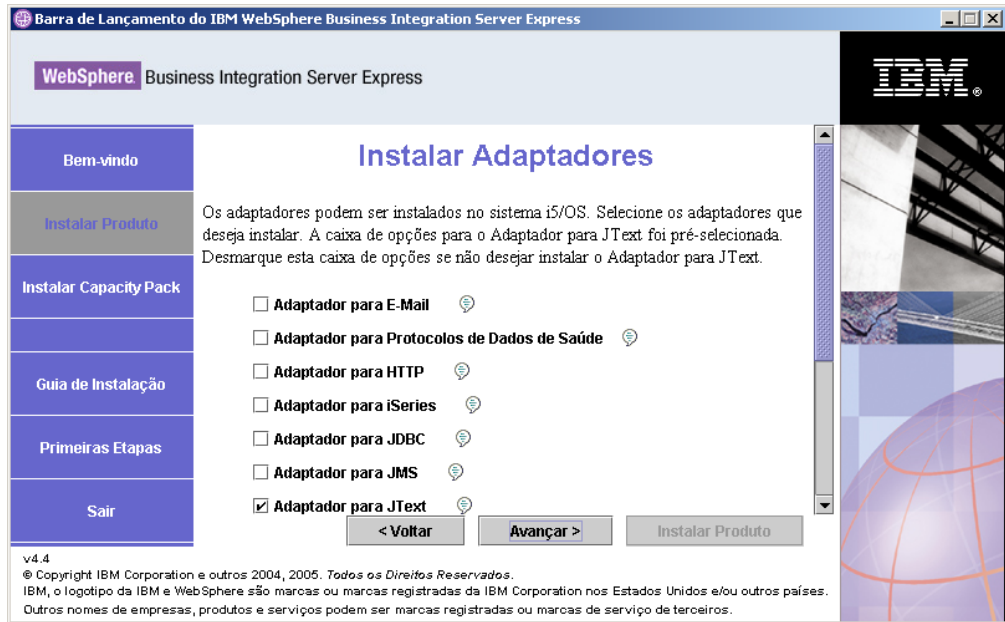 Barra de Lançamento do IBM WebSphere Business Integration Server Express
WebSphere. Business Integration Server Express
IBM®
Bem-vindo
Instalar Produto
Instalar Capacity Pack
Guia de Instalação
Primeiras Etapas
Sair
Instalar Adaptadores
Os adaptadores podem ser instalados no sistema i5/OS. Selecione os adaptadores que
deseja instalar. A caixa de opções para o Adaptador para JText foi pré-selecionada.
Desmarque esta caixa de opções se não desejar instalar o Adaptador para JText.
Adaptador para E-Mail
Adaptador para Protocolos de Dados de Saúde
Adaptador para HTTP
Adaptador para iSeries
Adaptador para JDBC
Adaptador para JMS
Adaptador para JText
< Voltar
Avançar >
Instalar Produto
v4.4
© Copyright IBM Corporation e outros 2004, 2005. Todos os Direitos Reservados.
IBM, o logotipo da IBM e WebSphere são marcas ou marcas registradas da IBM Corporation nos Estados Unidos e/ou outros países.
Outros nomes de empresas, produtos e serviços podem ser marcas registradas ou marcas de serviço de terceiros.